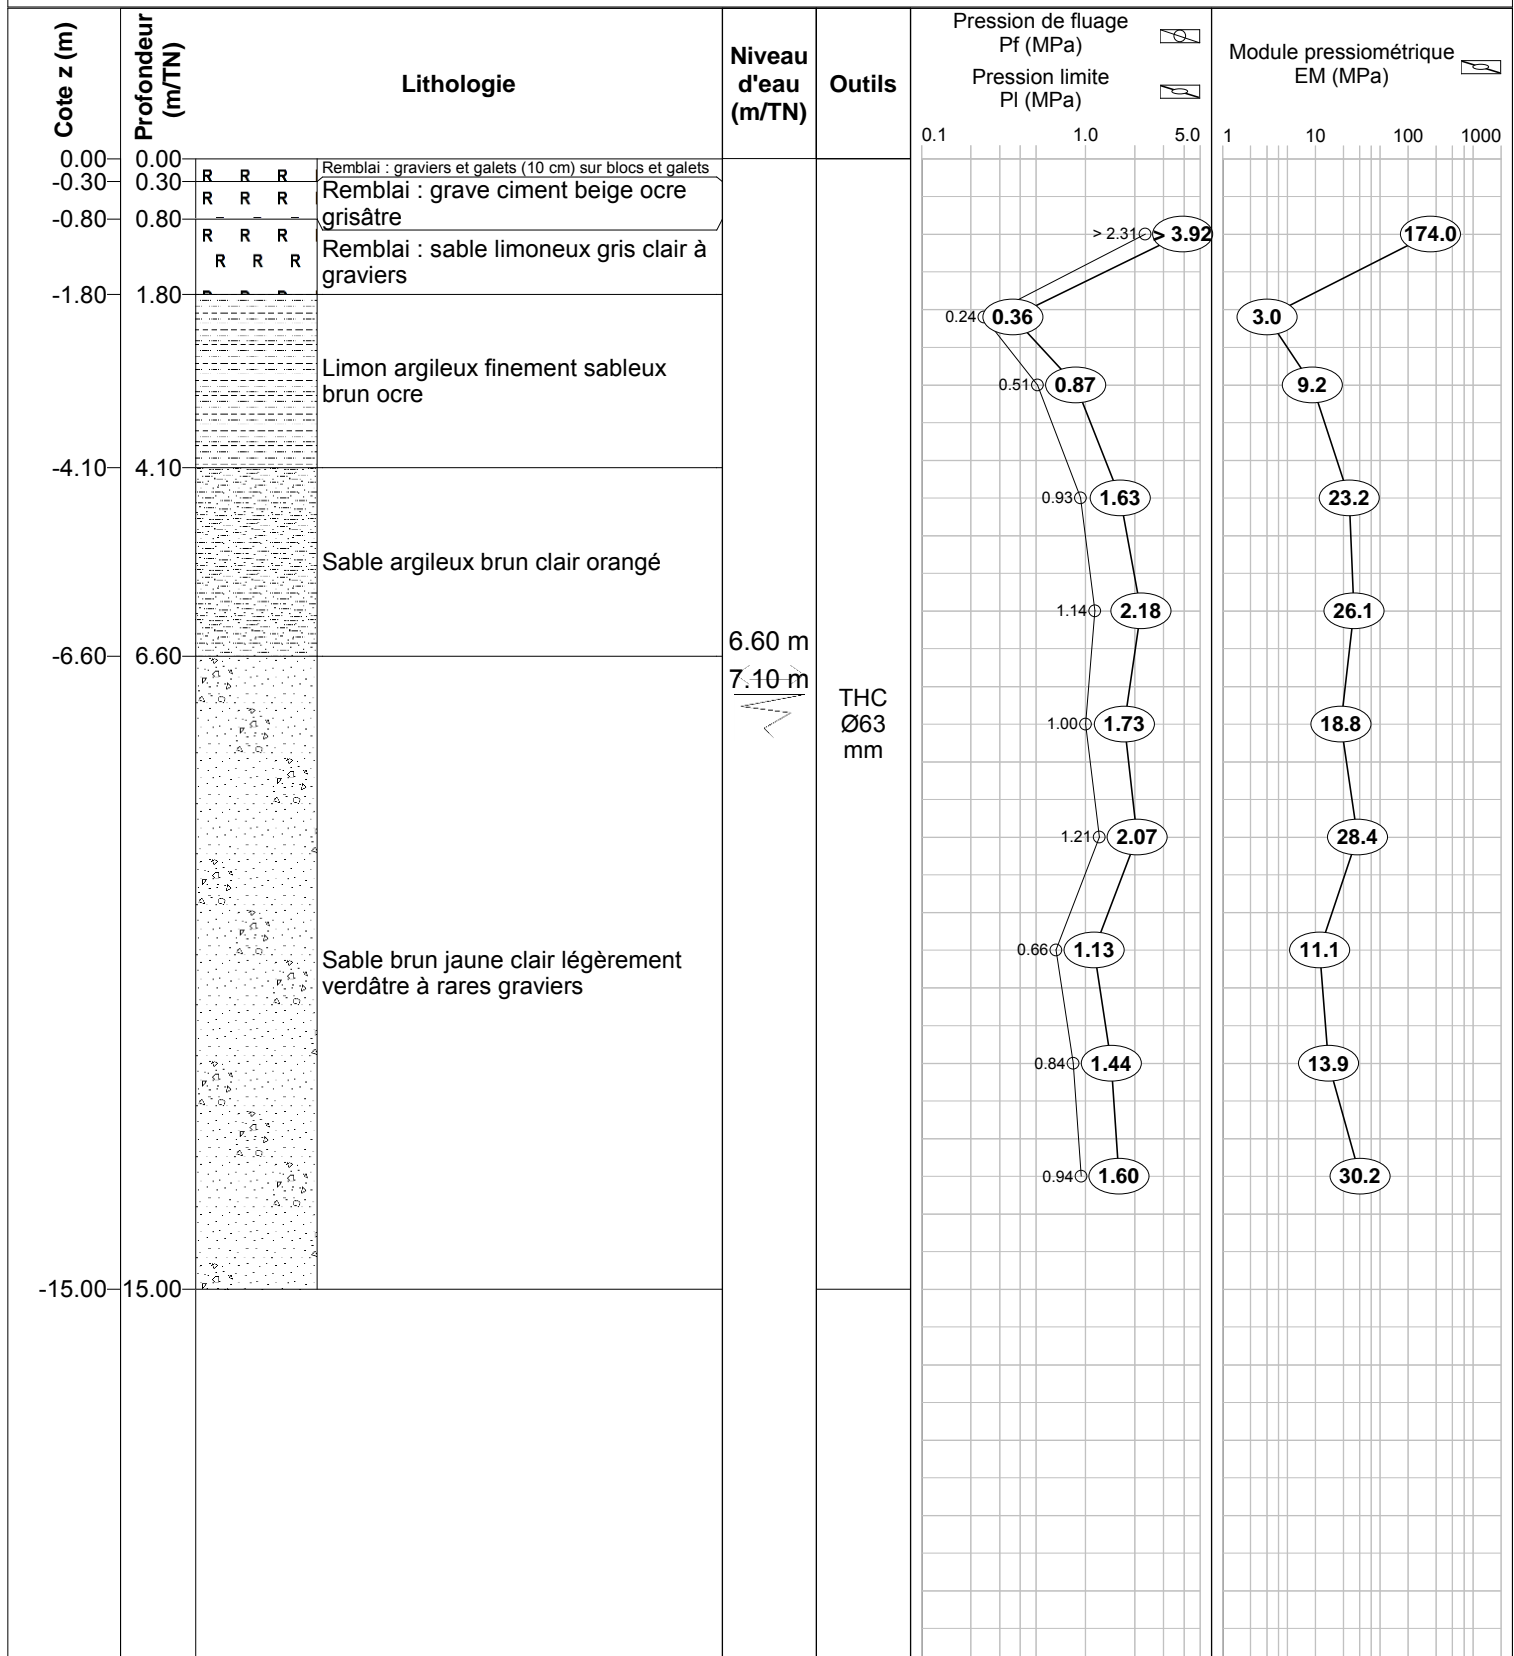 Cote z (m)
Profondeur
(m/TN)
Lithologie
Niveau
d'eau
(m/TN)
Outils
Pression de fluage
Pf (MPa)
Pression limite
Pl (MPa)
0.1 1.0 5.0
Module pressiométrique
EM (MPa)
1 10 100 1000
0.00 0.00
-0.30 0.30
-0.80 0.80
-1.80 1.80
-4.10 4.10
-6.60 6.60
-15.00 15.00
R R R
R R R
R R R
R R R
Remblai : graviers et galets (10 cm) sur blocs et galets
Remblai : grave ciment beige ocre
grisâtre
Remblai : sable limoneux gris clair à
graviers
Limon argileux finement sableux
brun ocre
Sable argileux brun clair orangé
Sable brun jaune clair légèrement
verdâtre à rares graviers
6.60 m
7.10 m
THC
Ø63
mm
> 2.31 > 3.92 174.0
0.24 0.36 3.0
0.51 0.87 9.2
0.93 1.63 23.2
1.14 2.18 26.1
1.00 1.73 18.8
1.21 2.07 28.4
0.66 1.13 11.1
0.84 1.44 13.9
0.94 1.60 30.2